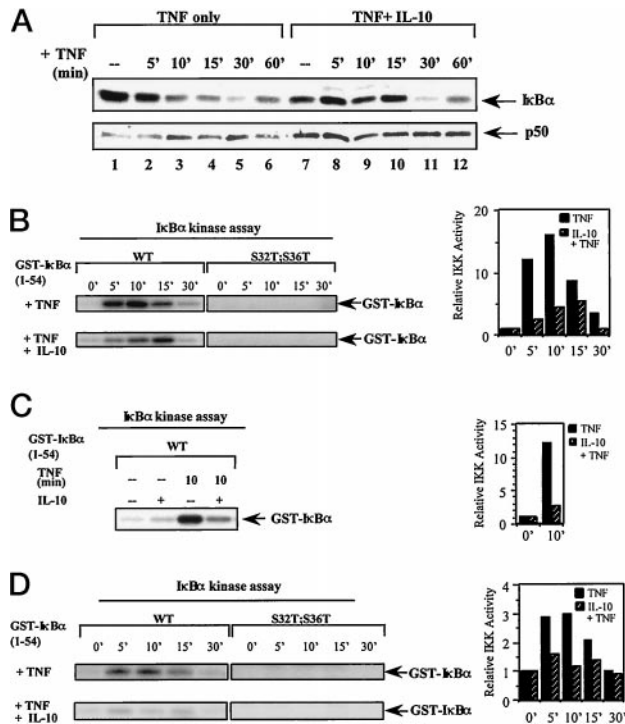 A
TNF only TNF+ IL-10
+ TNF (min) -- 5' 10' 15' 30' 60' -- 5' 10' 15' 30' 60'
IκBα
p50
1 2 3 4 5 6 7 8 9 10 11 12
B
IκBα kinase assay
GST-IκBα (1-54)
WT S32T;S36T
0' 5' 10' 15' 30' 0' 5' 10' 15' 30'
+ TNF GST-IκBα
+ TNF + IL-10 GST-IκBα
Relative IKK Activity
20
15
10
5
0
TNF
IL-10 + TNF
0' 5' 10' 15' 30'
C
IκBα kinase assay
GST-IκBα (1-54)
WT
TNF (min) -- -- 10 10
IL-10 -- + -- +
GST-IκBα
Relative IKK Activity
15
10
5
0
TNF
IL-10 + TNF
0' 10'
D
IκBα kinase assay
GST-IκBα (1-54)
WT S32T;S36T
0' 5' 10' 15' 30' 0' 5' 10' 15' 30'
+ TNF GST-IκBα
+ TNF + IL-10 GST-IκBα
Relative IKK Activity
4
3
2
1
0
TNF
IL-10 + TNF
0' 5' 10' 15' 30'